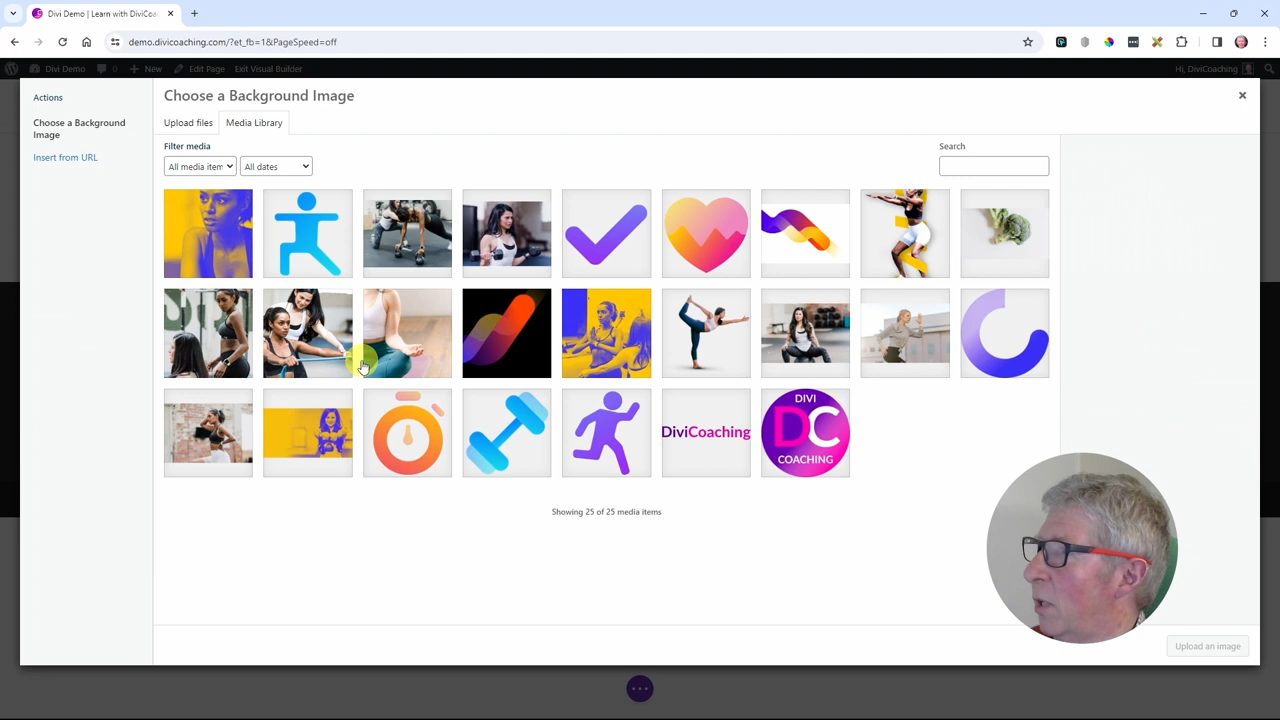 Divi Demo | Learn with DiviCoa
demo.divicoaching.com/?et_fb=1&PageSpeed=off
Divi Demo
0
New
Edit Page
Exit Visual Builder
Hi, DiviCoaching
Actions
Choose a Background
Image
Insert from URL
Choose a Background Image
Upload files
Media Library
Filter media
All media item
All dates
Search
DiviCoaching
DIVI
DC
COACHING
Showing 25 of 25 media items
Upload an image